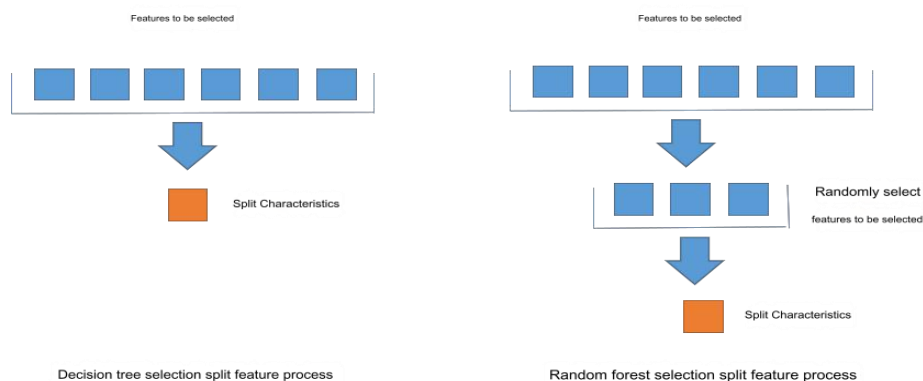 Features to be selected
Split Characteristics
Decision tree selection split feature process
Features to be selected
Randomly select
features to be selected
Split Characteristics
Random forest selection split feature process